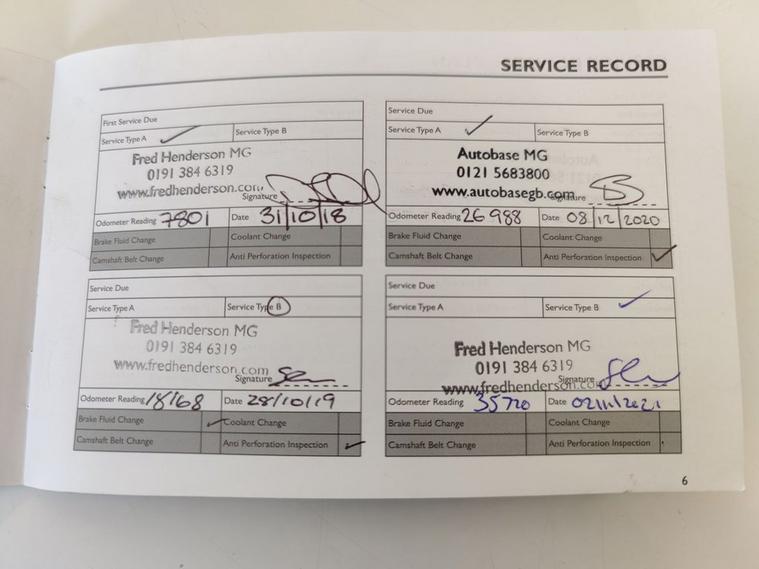 SERVICE RECORD
First Service Due
Service Type A ✓ Service Type B
Fred Henderson MG
0191 384 6319
www.fredhenderson.com
Signature
Odometer Reading 7801 Date 31/10/18
Brake Fluid Change Coolant Change
Camshaft Belt Change Anti Perforation Inspection
Service Due
Service Type A ✓ Service Type B
Autobase MG
0121 5683800
www.autobasegb.com
Signature
Odometer Reading 26988 Date 08/12/2020
Brake Fluid Change Coolant Change
Camshaft Belt Change Anti Perforation Inspection ✓
Service Due
Service Type A Service Type B
Fred Henderson MG
0191 384 6319
www.fredhenderson.com
Signature
Odometer Reading 18168 Date 28/10/19
Brake Fluid Change ✓ Coolant Change
Camshaft Belt Change Anti Perforation Inspection ✓
Service Due
Service Type A Service Type B ✓
Fred Henderson MG
0191 384 6319
www.fredhenderson.co
Signature
Odometer Reading 35720 Date 02/11/2021
Brake Fluid Change Coolant Change
Camshaft Belt Change Anti Perforation Inspection
6